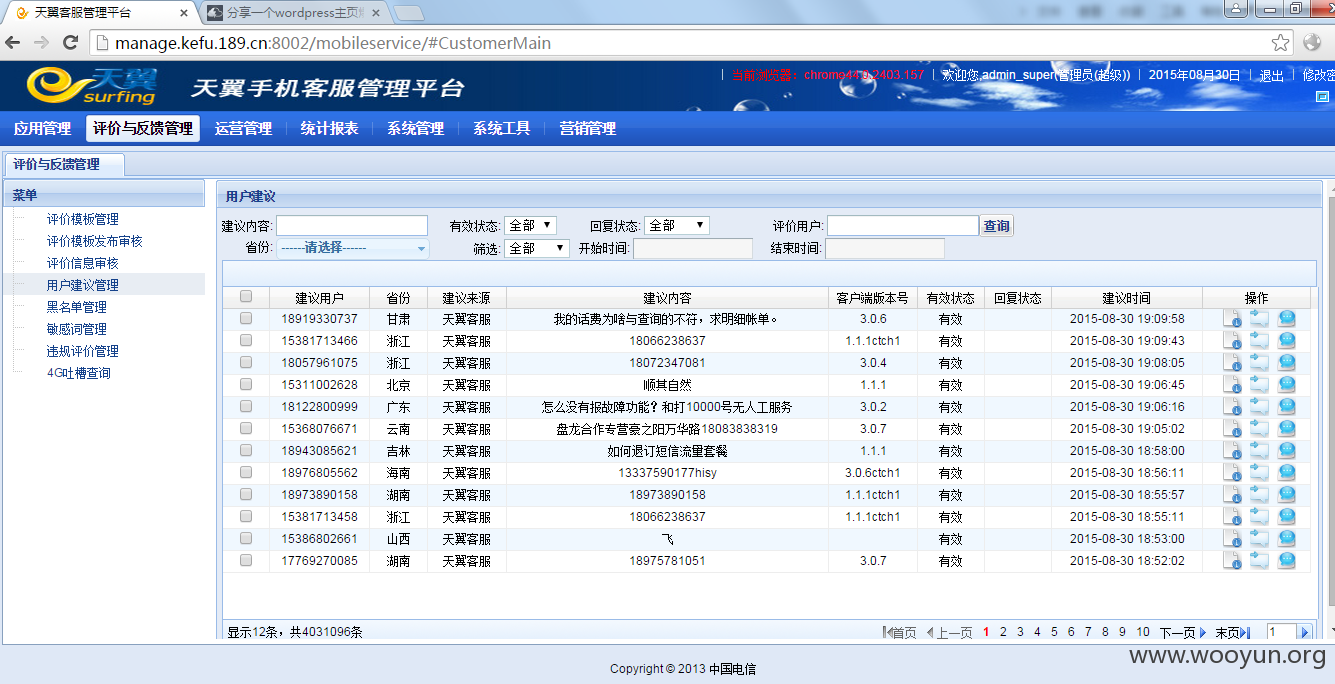 天翼客服管理平台 分享一个wordpress主页
manage.kefu.189.cn:8002/mobileservice/#CustomerMain
天翼 surfing 天翼手机客服管理平台 当前浏览器：chrome44.0.2403.157 欢迎您,admin_super(管理员(超级)) 2015年08月30日 退出 修改密
应用管理 评价与反馈管理 运营管理 统计报表 系统管理 系统工具 营销管理
评价与反馈管理
菜单
评价模板管理
评价模板发布审核
评价信息审核
用户建议管理
黑名单管理
敏感词管理
违规评价管理
4G吐槽查询
用户建议
建议内容: 有效状态: 全部 回复状态: 全部 评价用户: 查询
省份: ------请选择------ 筛选: 全部 开始时间: 结束时间:
建议用户 省份 建议来源 建议内容 客户端版本号 有效状态 回复状态 建议时间 操作
18919330737 甘肃 天翼客服 我的话费为啥与查询的不符，求明细帐单。 3.0.6 有效 2015-08-30 19:09:58
15381713466 浙江 天翼客服 18066238637 1.1.1ctch1 有效 2015-08-30 19:09:43
18057961075 浙江 天翼客服 18072347081 3.0.4 有效 2015-08-30 19:08:05
15311002628 北京 天翼客服 顺其自然 1.1.1 有效 2015-08-30 19:06:45
18122800999 广东 天翼客服 怎么没有报故障功能？和打10000号无人工服务 3.0.2 有效 2015-08-30 19:06:16
15368076671 云南 天翼客服 盘龙合作专营豪之阳万华路18083838319 3.0.7 有效 2015-08-30 19:05:02
18943085621 吉林 天翼客服 如何退订短信流里套餐 1.1.1 有效 2015-08-30 18:58:00
18976805562 海南 天翼客服 13337590177hisy 3.0.6ctch1 有效 2015-08-30 18:56:11
18973890158 湖南 天翼客服 18973890158 1.1.1ctch1 有效 2015-08-30 18:55:57
15381713458 浙江 天翼客服 18066238637 1.1.1ctch1 有效 2015-08-30 18:55:11
15386802661 山西 天翼客服 飞 有效 2015-08-30 18:53:00
17769270085 湖南 天翼客服 18975781051 3.0.7 有效 2015-08-30 18:52:02
显示12条，共4031096条 首页 上一页 1 2 3 4 5 6 7 8 9 10 下一页 末页 1
www.wooyun.org
Copyright © 2013 中国电信